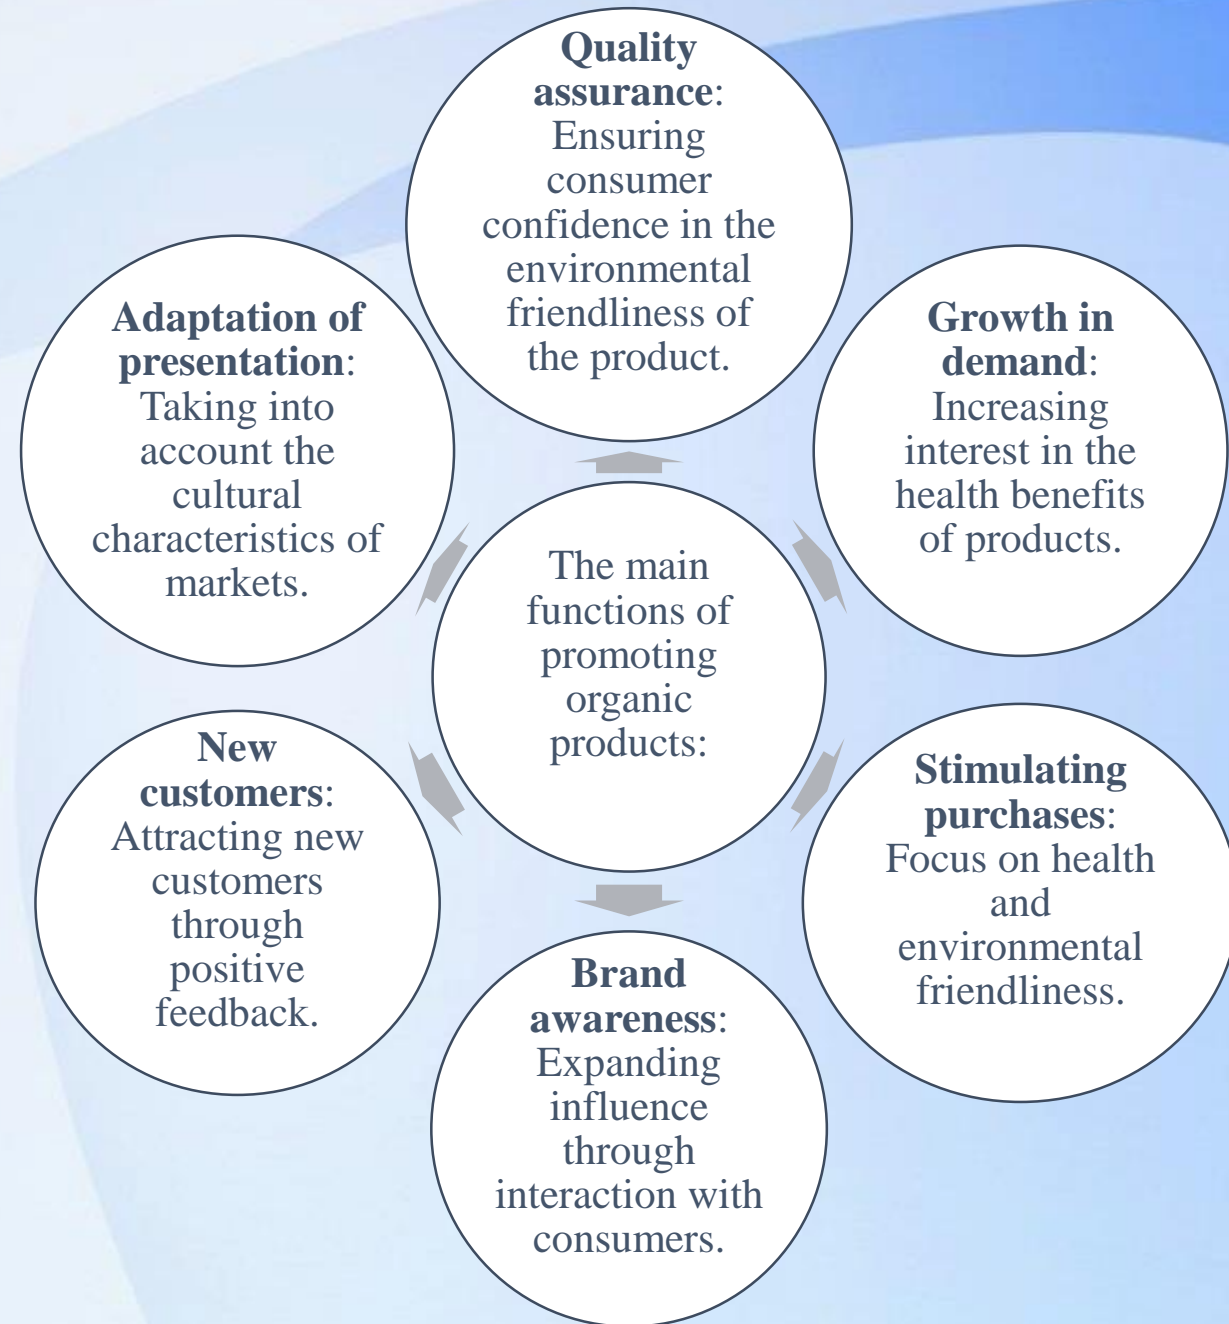 Quality
assurance:
Ensuring
consumer
confidence in the
environmental
friendliness of
the product.
Growth in
demand:
Increasing
interest in the
health benefits
of products.
Stimulating
purchases:
Focus on health
and
environmental
friendliness.
Brand
awareness:
Expanding
influence
through
interaction with
consumers.
New
customers:
Attracting new
customers
through
positive
feedback.
Adaptation of
presentation:
Taking into
account the
cultural
characteristics of
markets.
The main
functions of
promoting
organic
products: